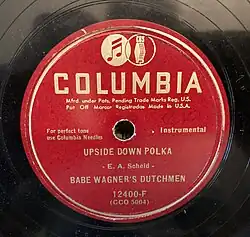 COLUMBIA
Mfrd. under Pats. Pending Trade Marks Reg. U.S.
Pat. Off. Marcas Registradas Made in U.S.A.
For perfect tone
use Columbia Needles
Instrumental
UPSIDE DOWN POLKA
- E. A. Scheid -
BABE WAGNER'S DUTCHMEN
12400-F
(CCO 5004)